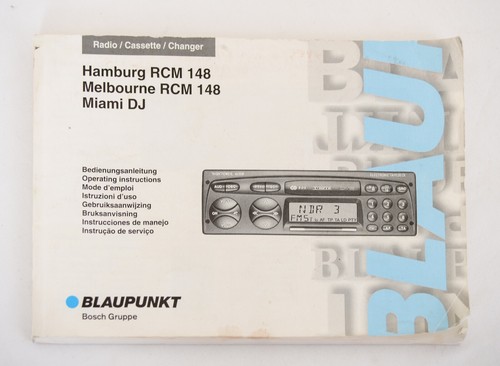 Radio / Cassette / Changer
Hamburg RCM 148
Melbourne RCM 148
Miami DJ
Bedienungsanleitung
Operating instructions
Mode d'emploi
Istruzioni d'uso
Gebruiksaanwijzing
Bruksanvisning
Instrucciones de manejo
Instrução de serviço
NDR 3
BLAUPUNKT
Bosch Gruppe
BLAU